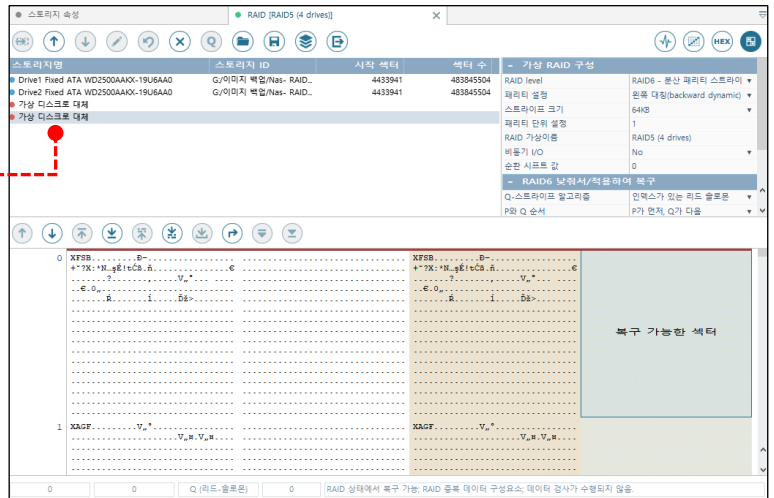 스토리지 속성
RAID [RAID5 (4 drives)]
Q
HEX
스토리지명 스토리지 ID 시작 섹터 섹터 수
Drive1 Fixed ATA WD2500AAKX-19U6AA0 G:/이미지 백업/Nas- RAID... 4433941 483845504
Drive2 Fixed ATA WD2500AAKX-19U6AA0 G:/이미지 백업/Nas- RAID... 4433941 483845504
가상 디스크로 대체
가상 디스크로 대체
- 가상 RAID 구성
RAID level RAID6 - 분산 패리티 스트라이
패리티 설정 왼쪽 대칭(backward dynamic)
스트라이프 크기 64KB
패리티 단위 설정 1
RAID 가상이름 RAID5 (4 drives)
비동기 I/O No
순환 시프트 값 0
- RAID6 낮춰서/적용하여 복구
Q-스트라이프 알고리즘 인덱스가 있는 리드 솔로몬
P와 Q 순서 P가 먼저, Q가 다음
0 XFSB XFSB
복구 가능한 섹터
1 XAGF XAGF
0 0 Q (리드-솔로몬) 0 RAID 상태에서 복구 가능; RAID 중복 데이터 구성요소; 데이터 검사가 수행되지 않음.